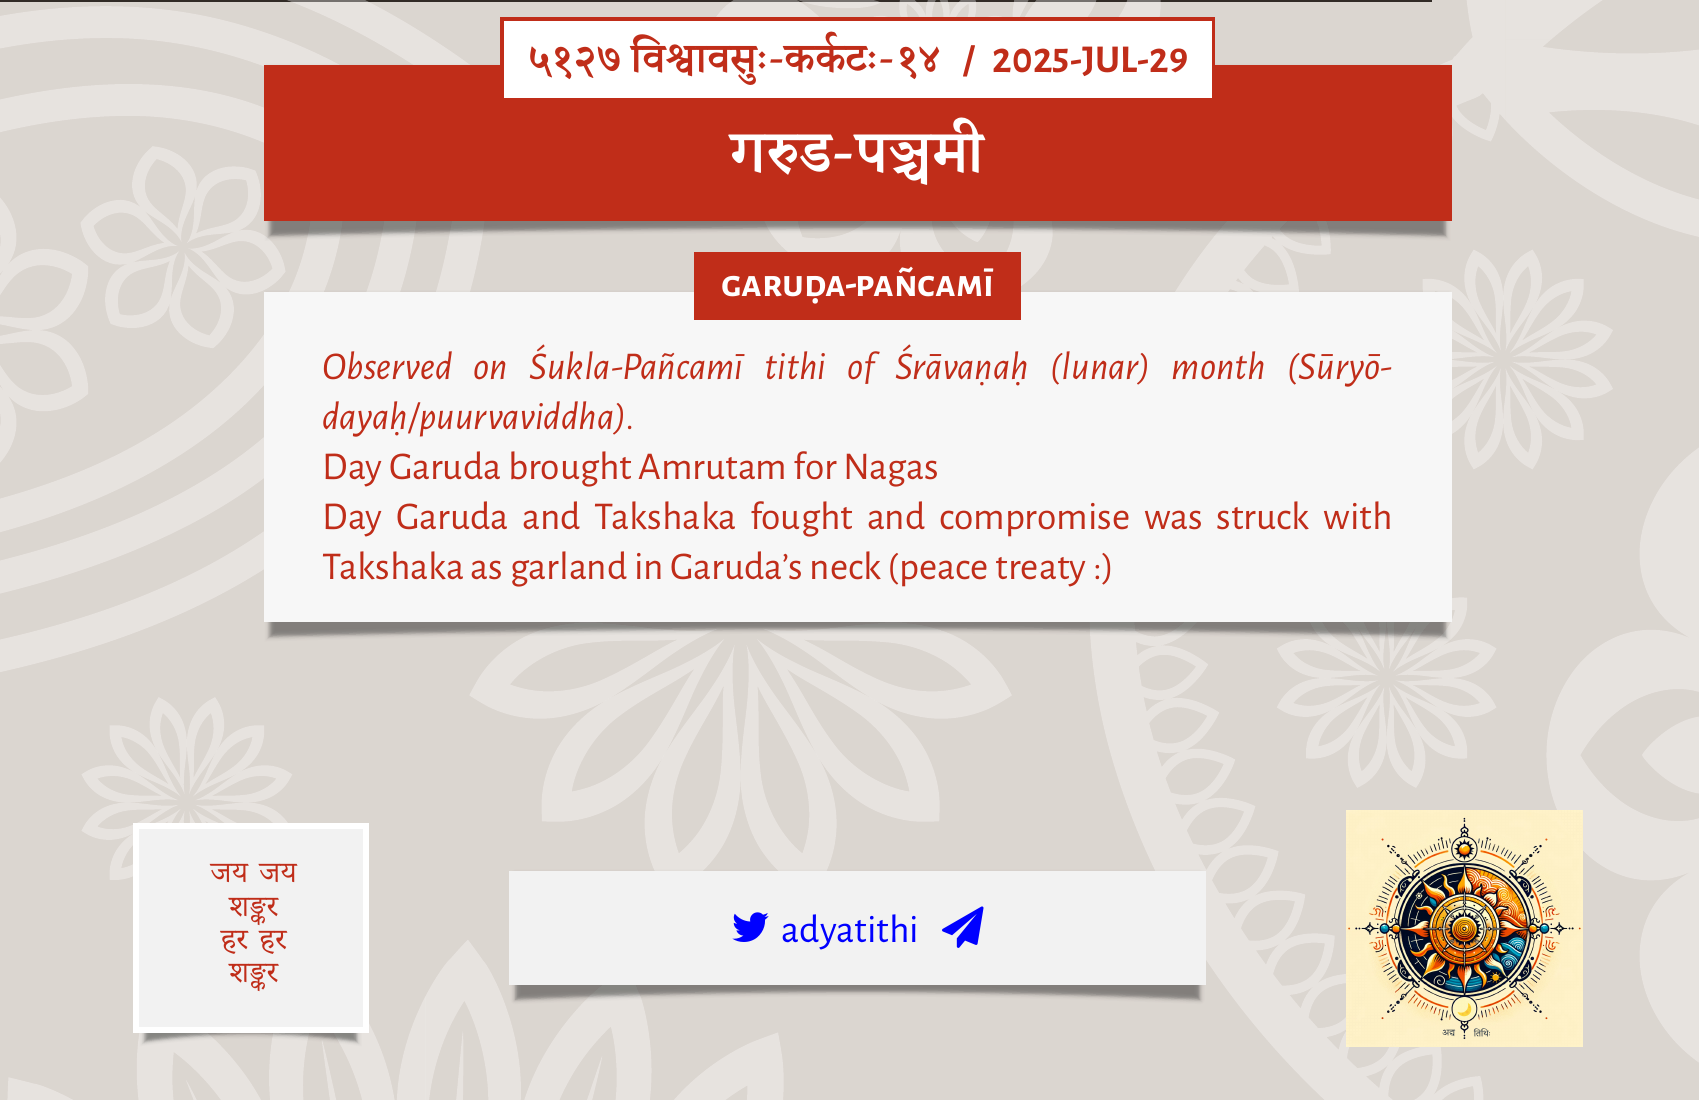 ५१२७ विश्वावसुः-कर्कटः-१४ / 2025-JUL-29
गरुड-पञ्चमी
GARUḌA-PAÑCAMĪ
Observed on Śukla-Pañcamī tithi of Śrāvaṇaḥ (lunar) month (Sūryō-
dayaḥ/puurvaviddha).
Day Garuda brought Amrutam for Nagas
Day Garuda and Takshaka fought and compromise was struck with
Takshaka as garland in Garuda’s neck (peace treaty :)
जय जय
शङ्कर
हर हर
शङ्कर
adyatithi
अद्य तिथिः